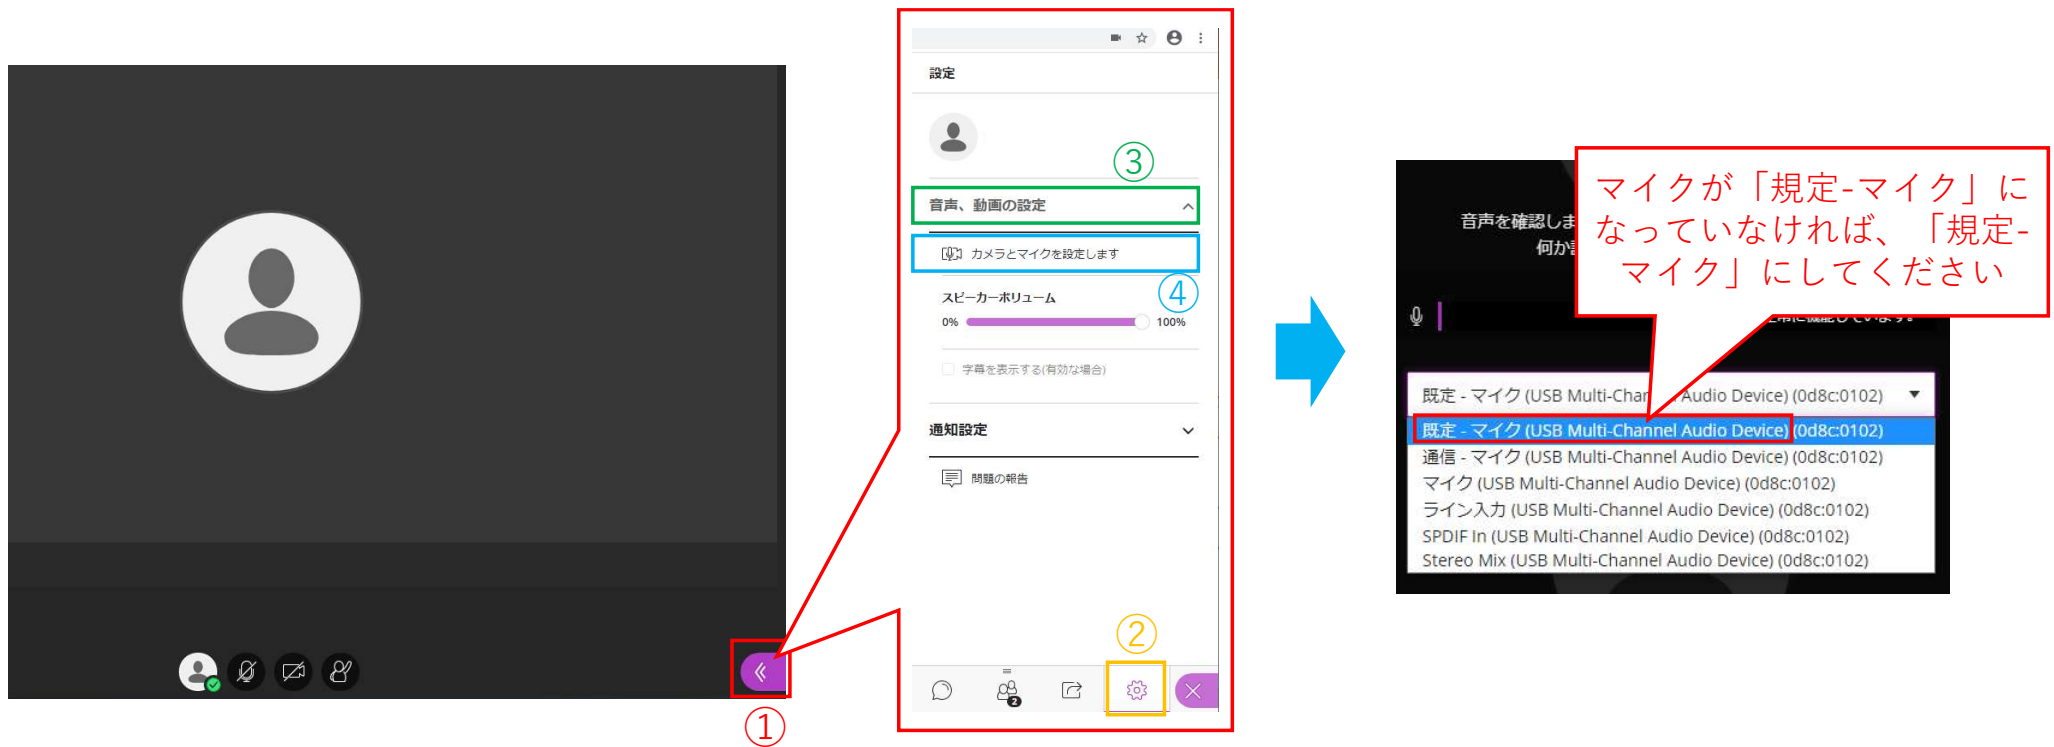 ①
設定
③
音声、動画の設定
カメラとマイクを設定します
スピーカーボリューム
④
0%
100%
字幕を表示する(有効な場合)
通知設定
問題の報告
②
2
マイクが「規定-マイク」に
なっていなければ、「規定-
マイク」にしてください
音声を確認しま
何か
に機能しています。
既定 - マイク (USB Multi-Char Audio Device) (0d8c:0102)
既定 - マイク (USB Multi-Channel Audio Device) (0d8c:0102)
通信 - マイク (USB Multi-Channel Audio Device) (0d8c:0102)
マイク (USB Multi-Channel Audio Device) (0d8c:0102)
ライン入力 (USB Multi-Channel Audio Device) (0d8c:0102)
SPDIF In (USB Multi-Channel Audio Device) (0d8c:0102)
Stereo Mix (USB Multi-Channel Audio Device) (0d8c:0102)